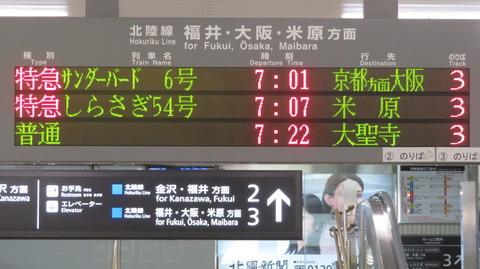 北陸線 福井・大阪・米原 方面
Hokuriku Line for Fukui, Ōsaka, Maibara
種別 列車名 時刻 行先 のりば
Type Train Name Departure Time Destination Track
特急 サンダーバード 6号 7:01 京都方面大阪 3
特急 しらさぎ54号 7:07 米原 3
普通 7:22 大聖寺 3
② のりば ③ のりば
沢 方面
Kanazawa
お手洗
Restroom
エレベーター
Elevator
北陸線
Hokuriku Line
金沢・福井 方面
for Kanazawa, Fukui
2
北陸線
Hokuriku Line
福井・大阪・米原 方面
for Fukui, Ōsaka, Maibara
3
北國新聞 0120